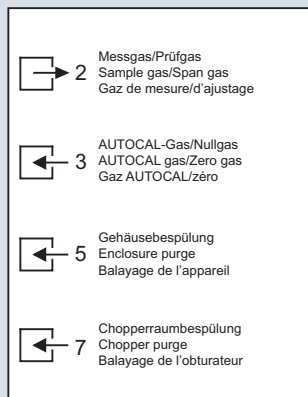 2
Messgas/Prüfgas
Sample gas/Span gas
Gaz de mesure/d'ajustage
3
AUTOCAL-Gas/Nullgas
AUTOCAL gas/Zero gas
Gaz AUTOCAL/zéro
5
Gehäusebespülung
Enclosure purge
Balayage de l'appareil
7
Chopperraumbespülung
Chopper purge
Balayage de l'obturateur